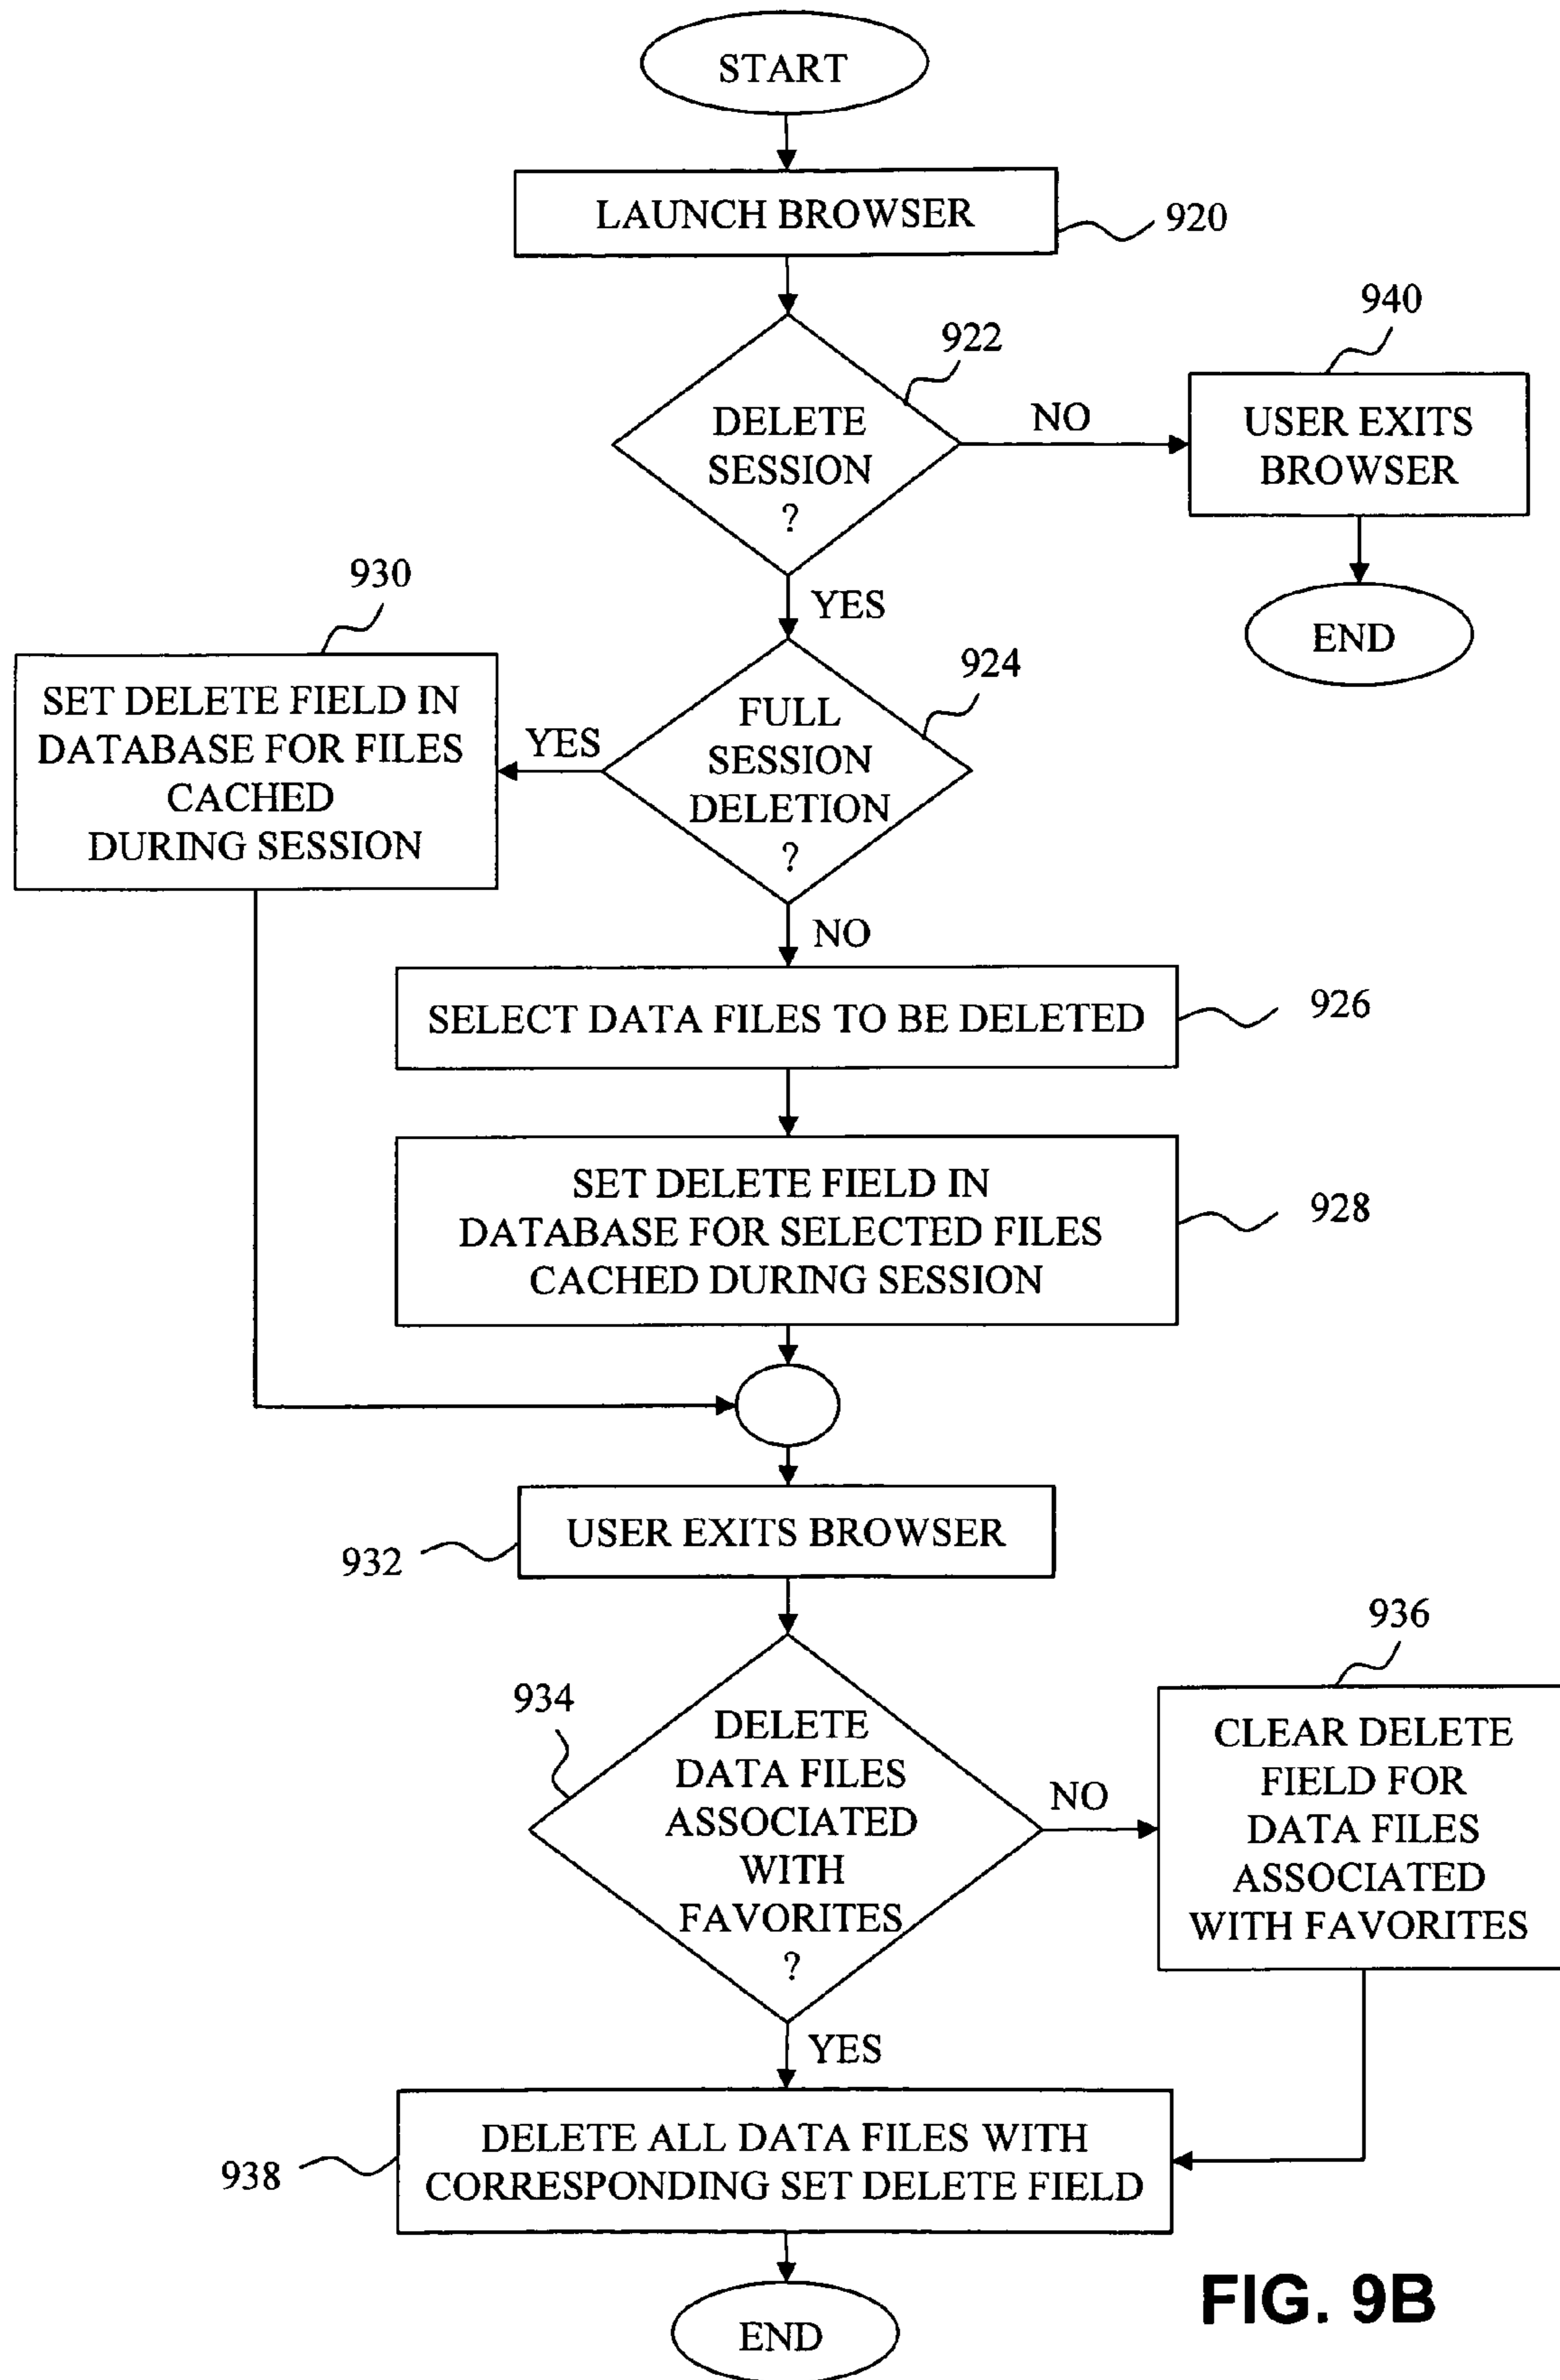 START
LAUNCH BROWSER
920
940
922
DELETE
SESSION
?
NO
USER EXITS
BROWSER
END
YES
930
924
SET DELETE FIELD IN
DATABASE FOR FILES
CACHED
DURING SESSION
YES
FULL
SESSION
DELETION
?
NO
SELECT DATA FILES TO BE DELETED
926
SET DELETE FIELD IN
DATABASE FOR SELECTED FILES
CACHED DURING SESSION
928
USER EXITS BROWSER
932
936
934
DELETE
DATA FILES
ASSOCIATED
WITH
FAVORITES
?
NO
CLEAR DELETE
FIELD FOR
DATA FILES
ASSOCIATED
WITH FAVORITES
YES
DELETE ALL DATA FILES WITH
CORRESPONDING SET DELETE FIELD
938
END
FIG. 9B